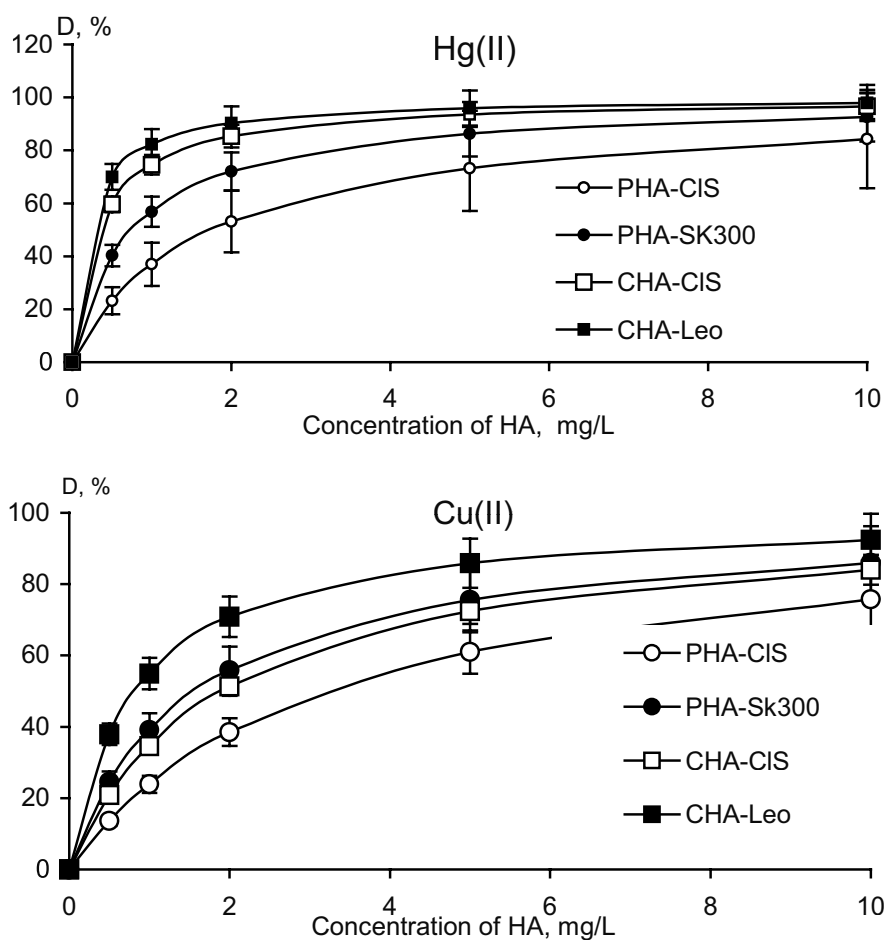 D, %
Hg(II)
120
100
80
60
40
20
0
PHA-CIS
PHA-SK300
CHA-CIS
CHA-Leo
0 2 4 6 8 10
Concentration of HA, mg/L
D, %
Cu(II)
100
80
60
40
20
0
PHA-CIS
PHA-Sk300
CHA-CIS
CHA-Leo
0 2 4 6 8 10
Concentration of HA, mg/L